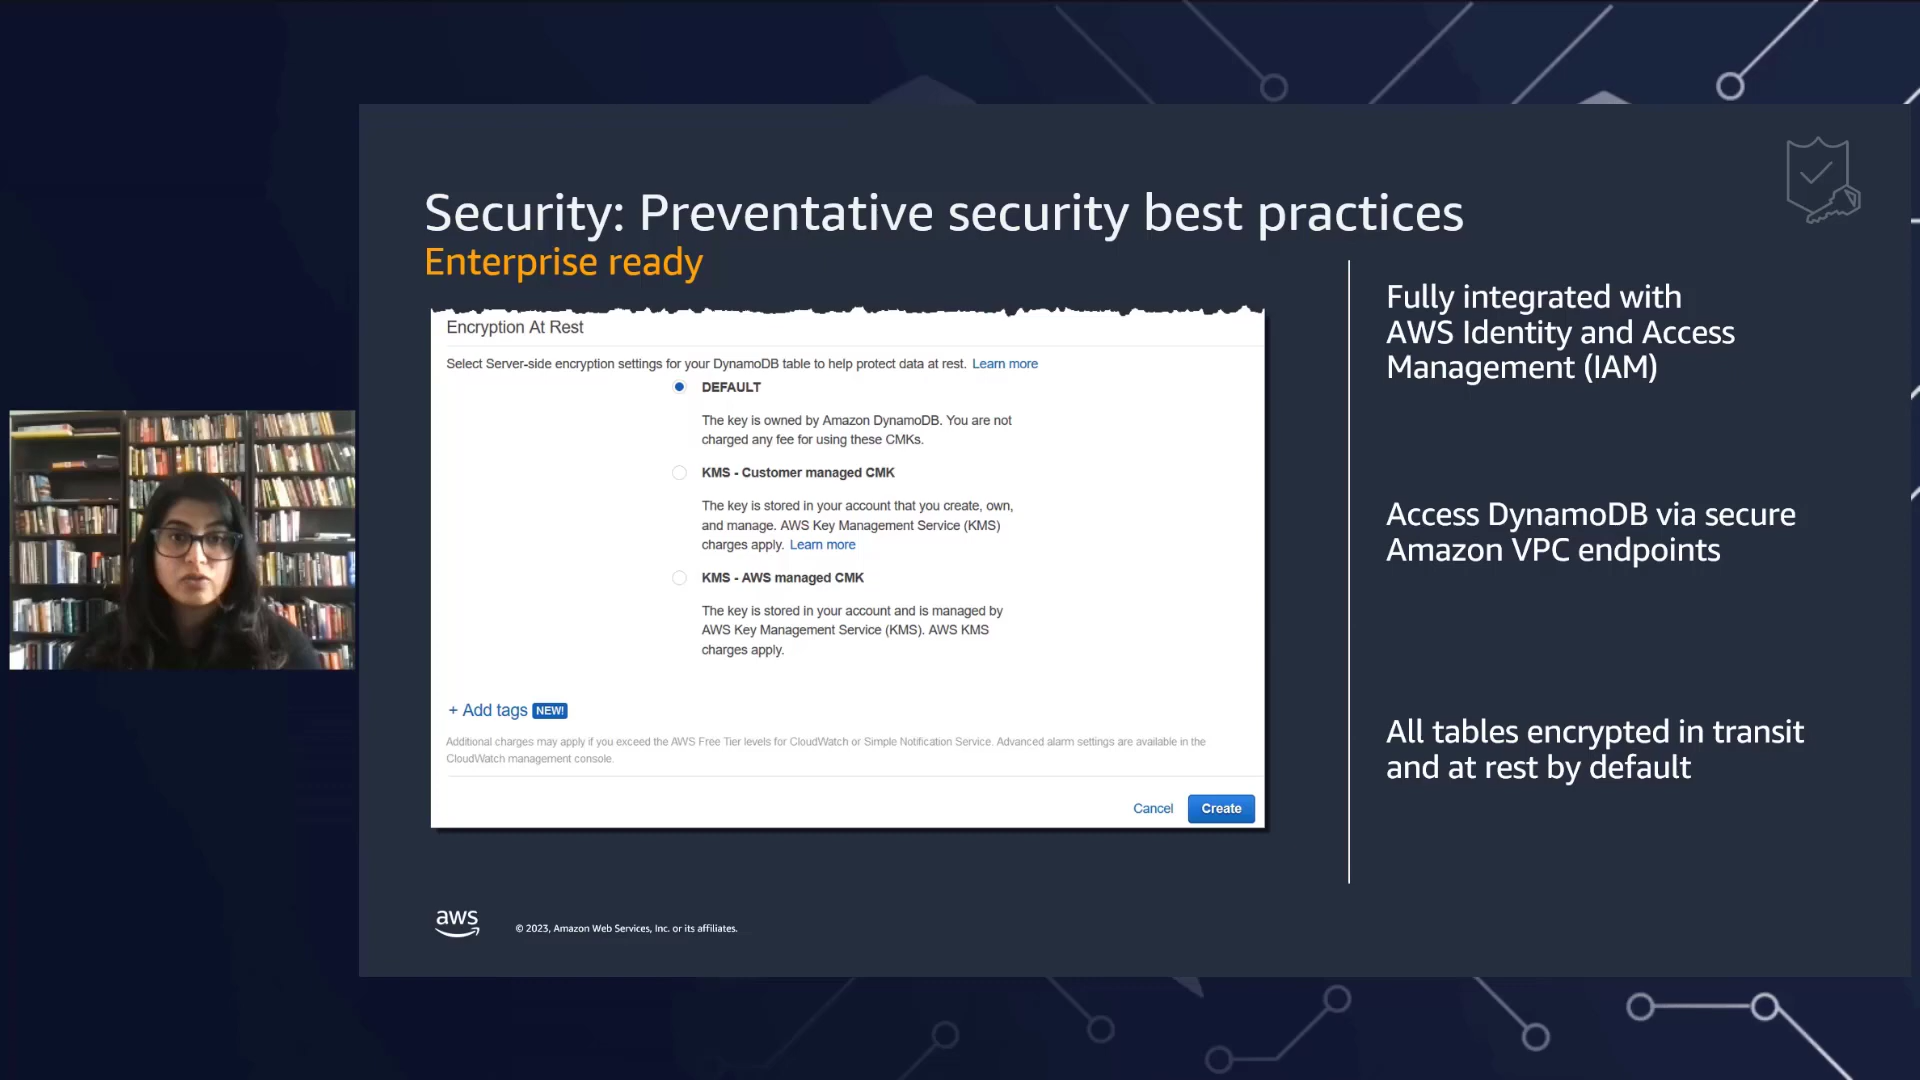 Security: Preventative security best practices
Enterprise ready
Encryption At Rest
Select Server-side encryption settings for your DynamoDB table to help protect data at rest. Learn more
DEFAULT
The key is owned by Amazon DynamoDB. You are not
charged any fee for using these CMKs.
KMS - Customer managed CMK
The key is stored in your account that you create, own,
and manage. AWS Key Management Service (KMS)
charges apply. Learn more
KMS - AWS managed CMK
The key is stored in your account and is managed by
AWS Key Management Service (KMS). AWS KMS
charges apply.
+ Add tags NEW!
Additional charges may apply if you exceed the AWS Free Tier levels for CloudWatch or Simple Notification Service. Advanced alarm settings are available in the
CloudWatch management console.
Cancel Create
Fully integrated with
AWS Identity and Access
Management (IAM)
Access DynamoDB via secure
Amazon VPC endpoints
All tables encrypted in transit
and at rest by default
aws
© 2023, Amazon Web Services, Inc. or its affiliates.